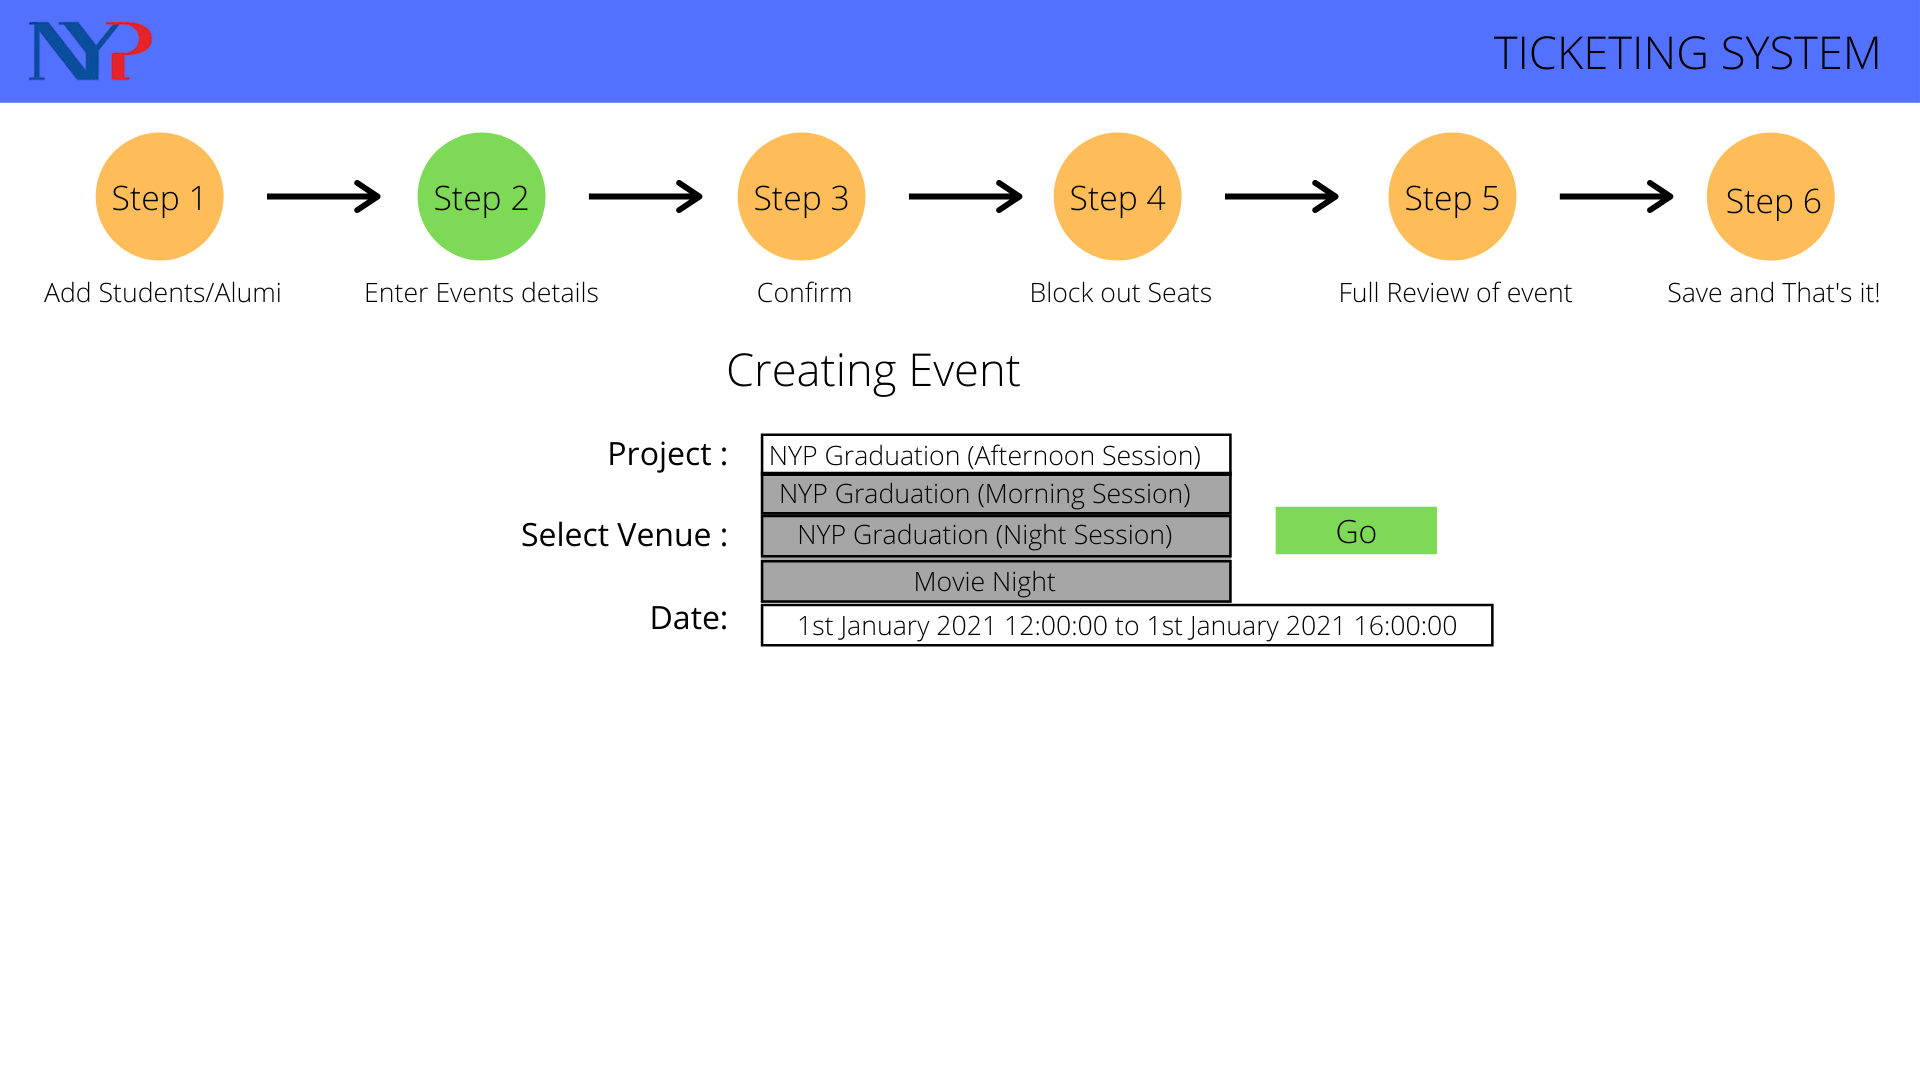 NYP
TICKETING SYSTEM
Step 1
Step 2
Step 3
Step 4
Step 5
Step 6
Add Students/Alumi
Enter Events details
Confirm
Block out Seats
Full Review of event
Save and That's it!
Creating Event
Project :
NYP Graduation (Afternoon Session)
NYP Graduation (Morning Session)
Select Venue :
NYP Graduation (Night Session)
Go
Movie Night
Date:
1st January 2021 12:00:00 to 1st January 2021 16:00:00